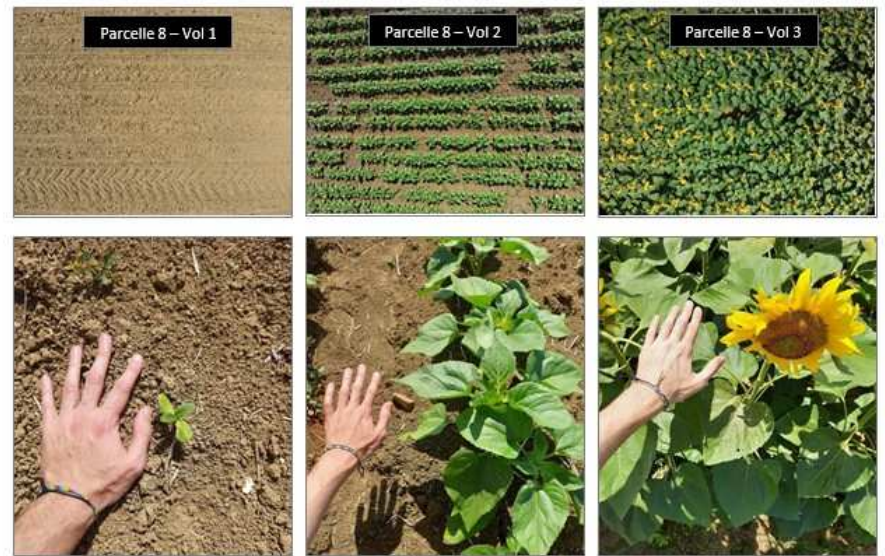 Parcelle 8 – Vol 1
Parcelle 8 – Vol 2
Parcelle 8 – Vol 3